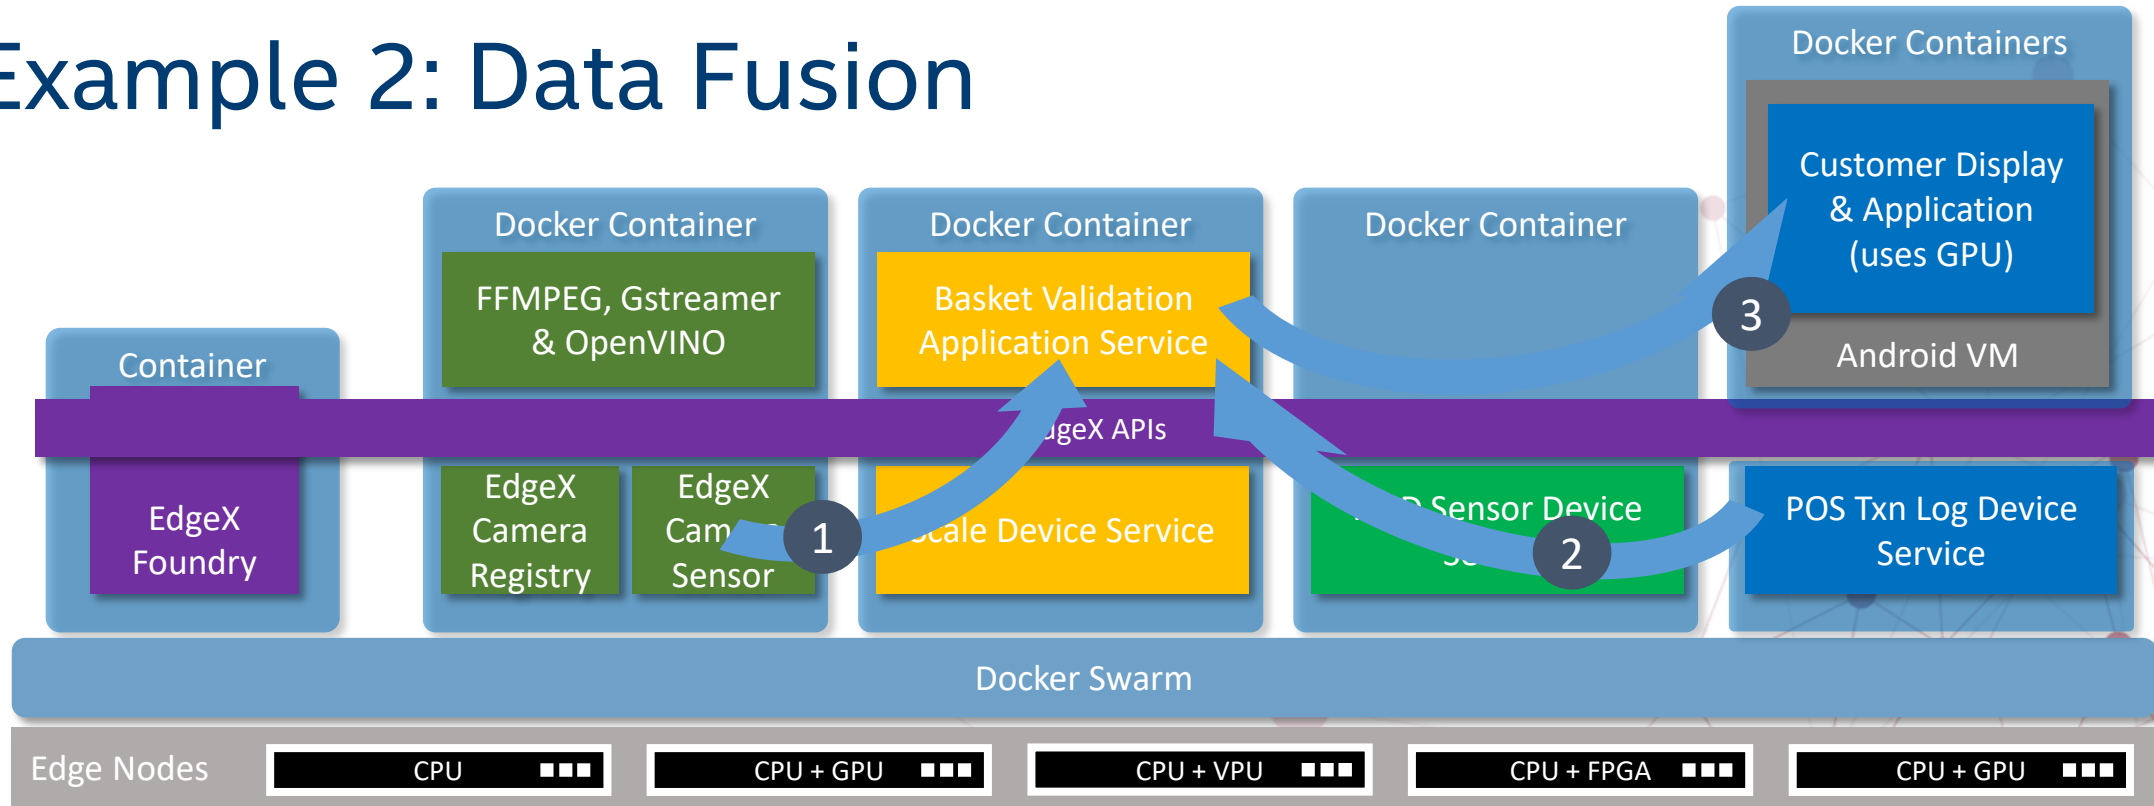 Example 2: Data Fusion
Docker Containers
Customer Display
& Application
(uses GPU)
Android VM
3
Docker Container
FFMPEG, Gstreamer
& OpenVINO
Docker Container
Basket Validation
Application Service
Docker Container
Container
EdgeX
Foundry
dgeX APIs
EdgeX
Camera
Registry
EdgeX
Cam
Sensor
1
cale Device Service
D Sensor Device
2
POS Txn Log Device
Service
Docker Swarm
Edge Nodes
CPU
CPU + GPU
CPU + VPU
CPU + FPGA
CPU + GPU